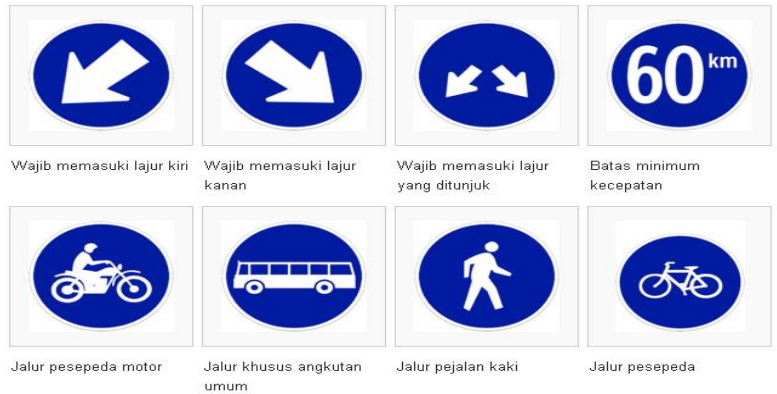 60 km
Wajib memasuki lajur kiri
Wajib memasuki lajur
kanan
Wajib memasuki lajur
yang ditunjuk
Batas minimum
kecepatan
Jalur pesepeda motor
Jalur khusus angkutan
umum
Jalur pejalan kaki
Jalur pesepeda